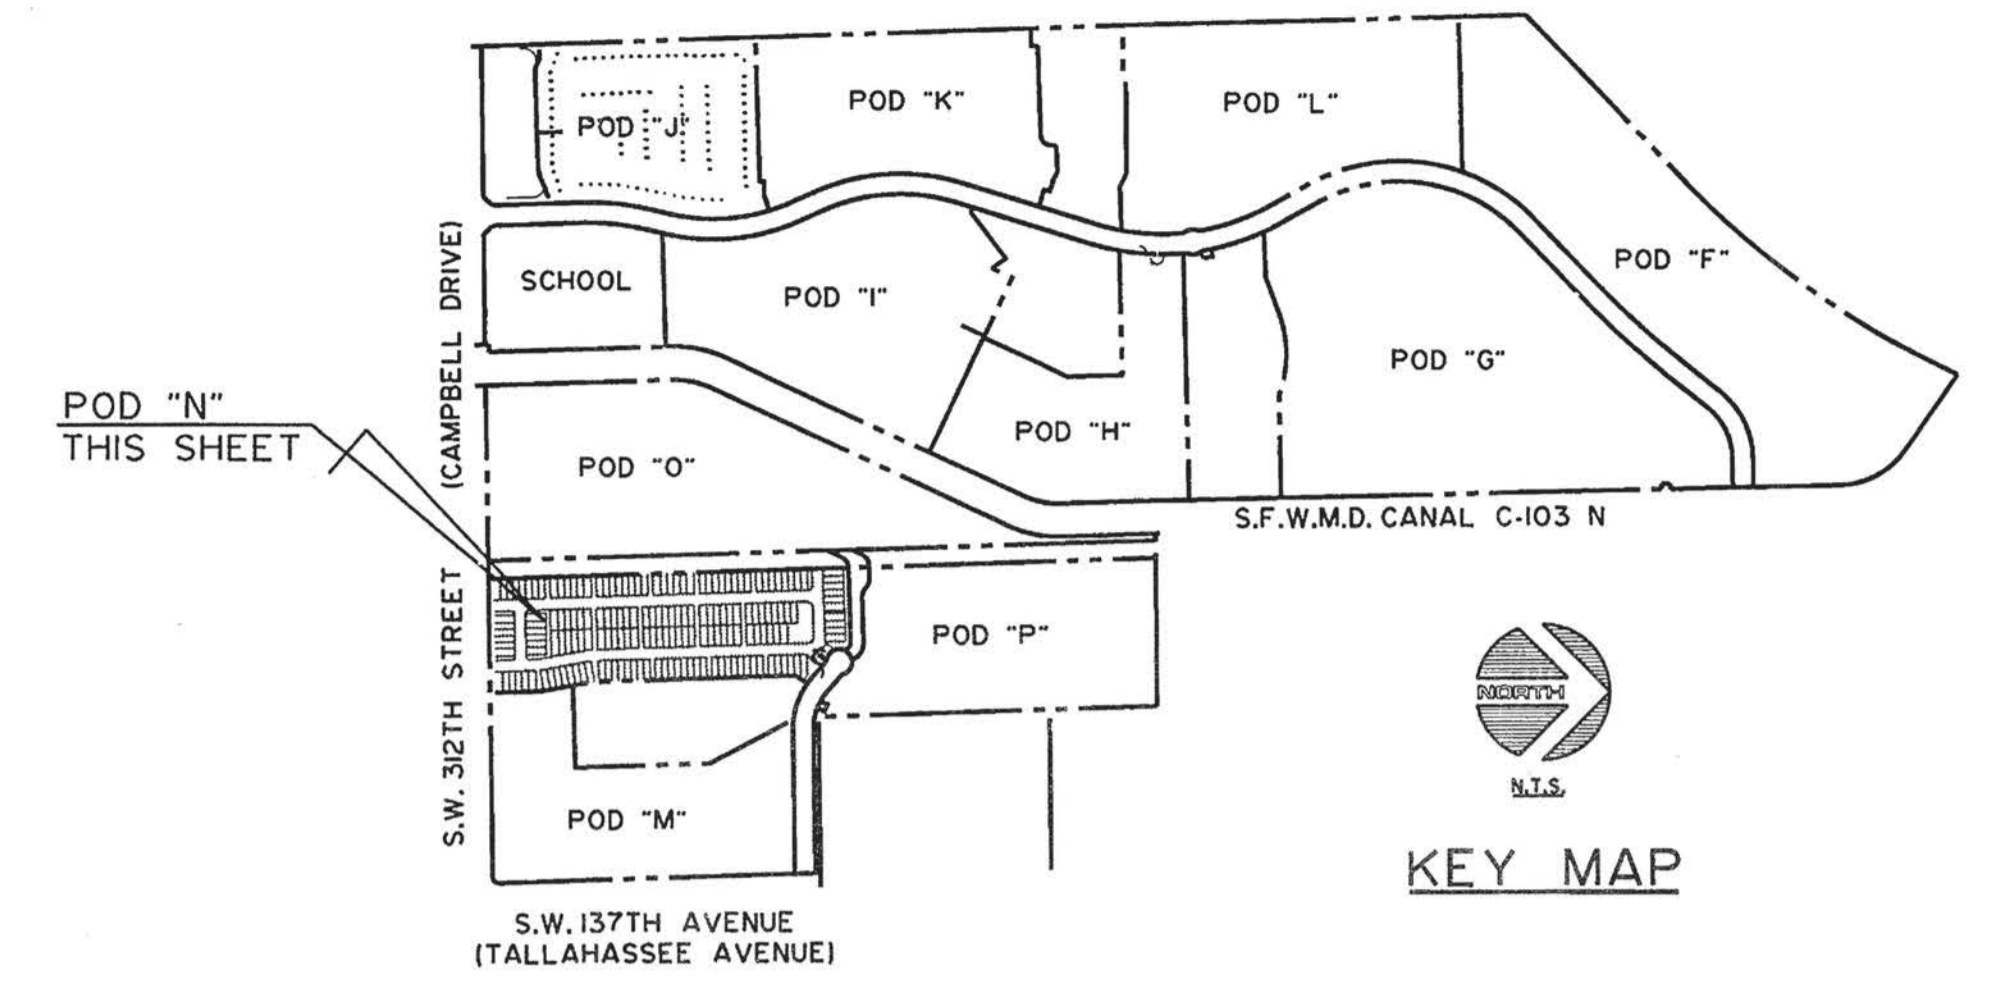 POD "K"
POD "L"
POD "J"
POD "F"
SCHOOL
POD "I"
POD "G"
(CAMPBELL DRIVE)
POD "N"
THIS SHEET
POD "H"
POD "O"
S.F.W.M.D. CANAL C-103 N
S.W. 312TH STREET
POD "P"
NORTH
N.T.S.
POD "M"
KEY MAP
S.W. 137TH AVENUE
(TALLAHASSEE AVENUE)